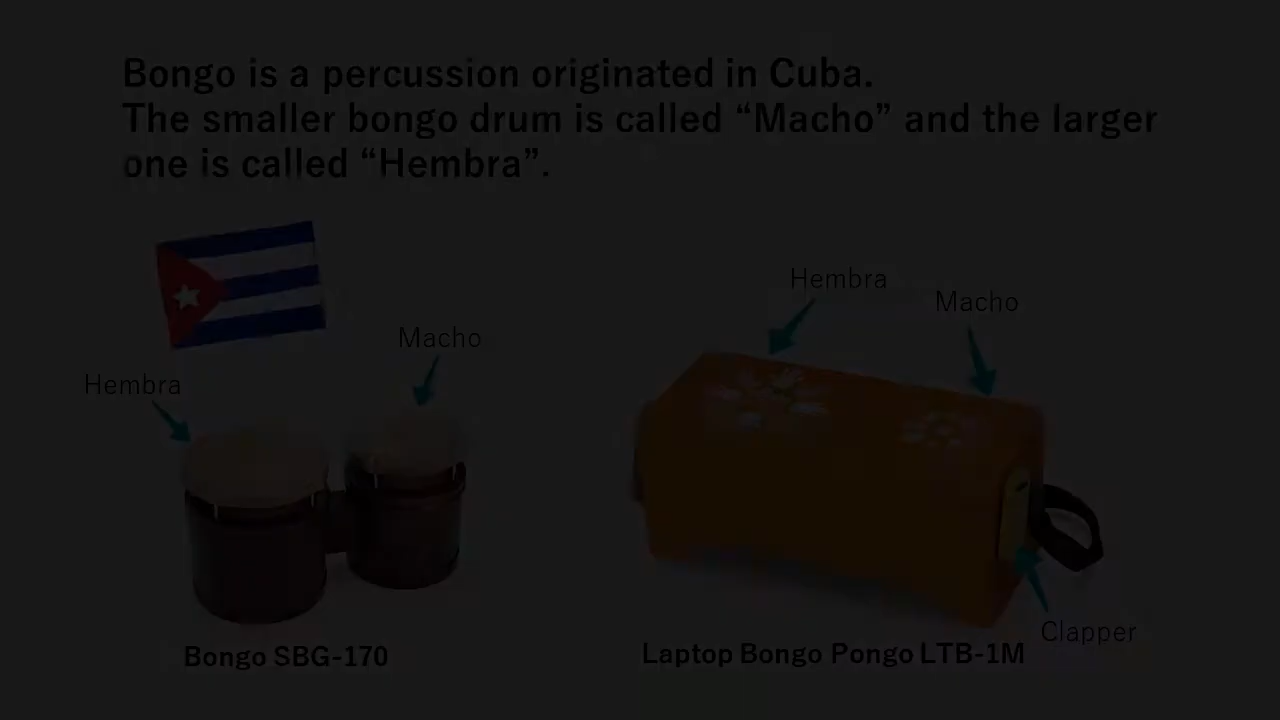 Bongo is a percussion originated in Cuba.
The smaller bongo drum is called “Macho” and the larger
one is called “Hembra”.
Hembra
Macho
Macho
Hembra
Clapper
Bongo SBG-170
Laptop Bongo Pongo LTB-1M